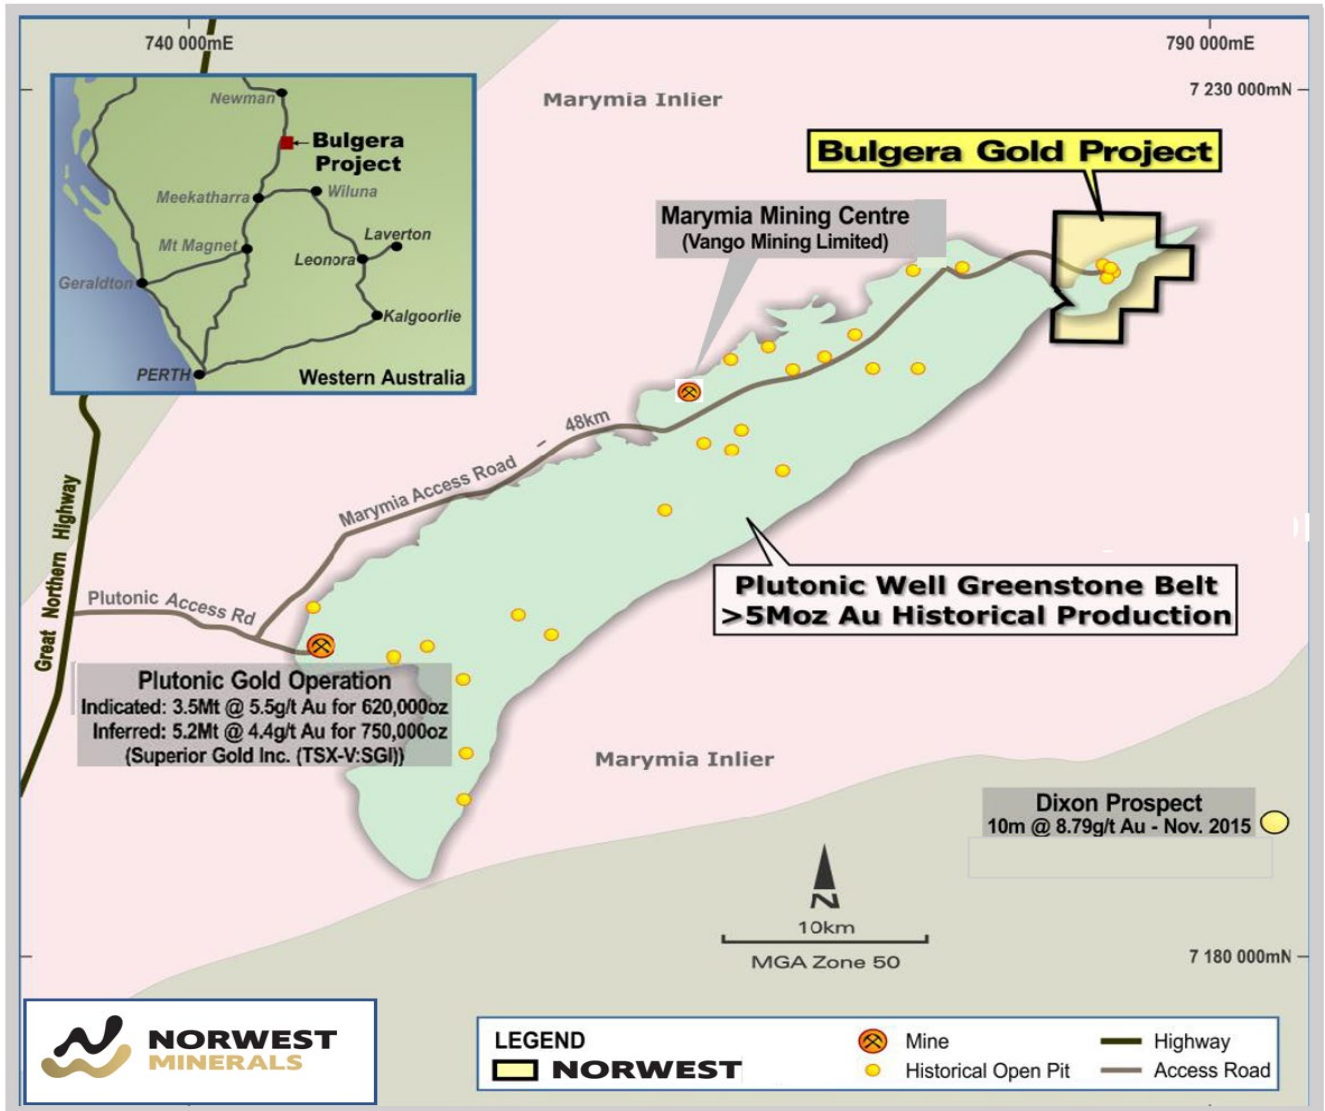 740 000mE
790 000mE
7 230 000mN
Marymia Inlier
Newman
Bulgera
Project
Meekatharra
Wiluna
Mt Magnet
Laverton
Leonora
Geraldton
Kalgoorlie
PERTH
Western Australia
Bulgera Gold Project
Marymia Mining Centre
(Vango Mining Limited)
Marymia Access Road - 48km
Great Northern Highway
Plutonic Access Rd
Plutonic Well Greenstone Belt
>5Moz Au Historical Production
Plutonic Gold Operation
Indicated: 3.5Mt @ 5.5g/t Au for 620,000oz
Inferred: 5.2Mt @ 4.4g/t Au for 750,000oz
(Superior Gold Inc. (TSX-V:SGI))
Marymia Inlier
Dixon Prospect
10m @ 8.79g/t Au - Nov. 2015
N
10km
MGA Zone 50
7 180 000mN
NORWEST
MINERALS
LEGEND
NORWEST
Mine
Historical Open Pit
Highway
Access Road